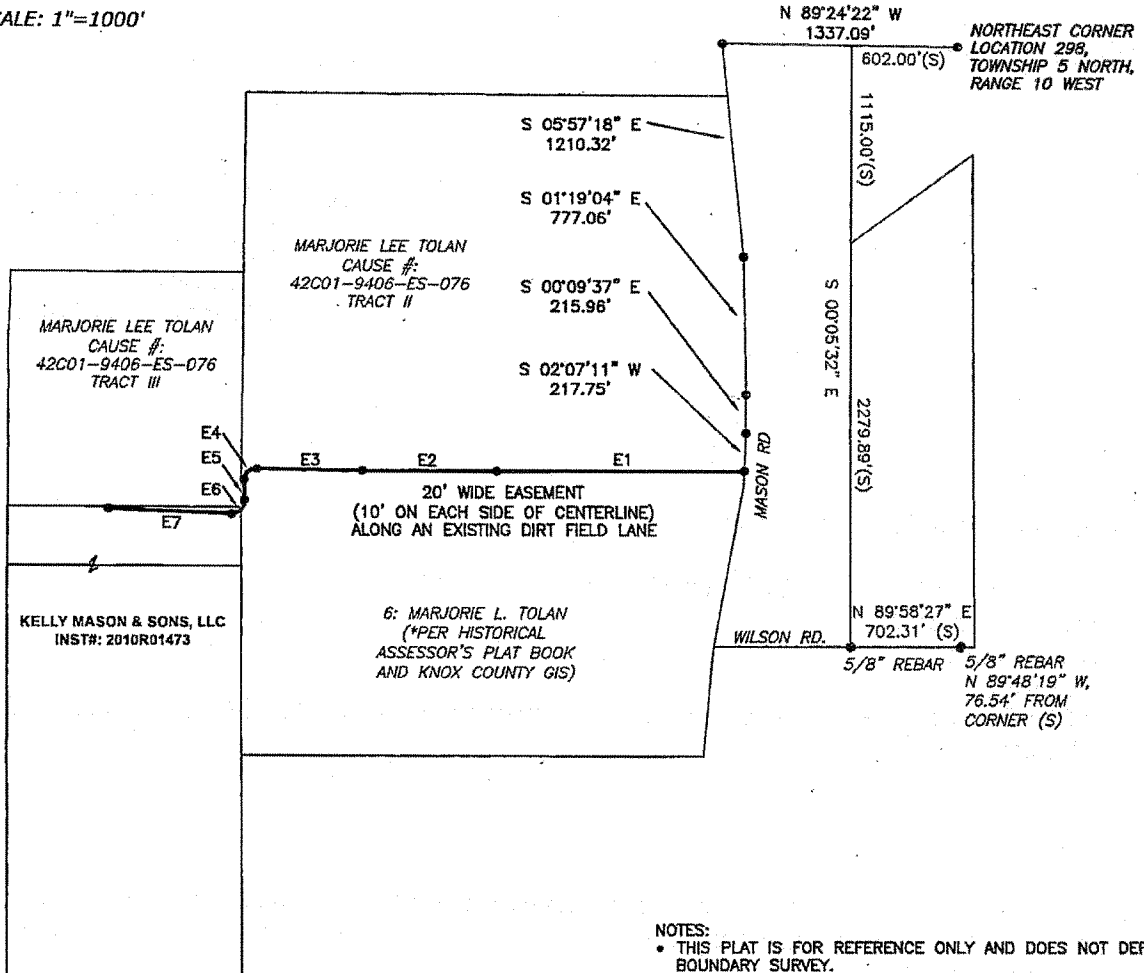 ALE: 1"=1000'
N 89°24'22" W
1337.09'
NORTHEAST CORNER
LOCATION 298,
TOWNSHIP 5 NORTH,
RANGE 10 WEST
602.00'(S)
1115.00'(S)
S 05°57'18" E
1210.32'
S 01°19'04" E
777.06'
S 00°09'37" E
215.96'
S 02°07'11" W
217.75'
S 00°05'32" E
2279.89'(S)
MARJORIE LEE TOLAN
CAUSE #:
42C01-9406-ES-076
TRACT II
MARJORIE LEE TOLAN
CAUSE #:
42C01-9406-ES-076
TRACT III
E4
E5
E6
E7
E3
E2
E1
MASON RD
20' WIDE EASEMENT
(10' ON EACH SIDE OF CENTERLINE)
ALONG AN EXISTING DIRT FIELD LANE
KELLY MASON & SONS, LLC
INST#: 2010R01473
6: MARJORIE L. TOLAN
(*PER HISTORICAL
ASSESSOR'S PLAT BOOK
AND KNOX COUNTY GIS)
WILSON RD.
N 89°58'27" E
702.31' (S)
5/8" REBAR
5/8" REBAR
N 89°48'19" W,
76.54' FROM
CORNER (S)
NOTES:
• THIS PLAT IS FOR REFERENCE ONLY AND DOES NOT DEP
BOUNDARY SURVEY.